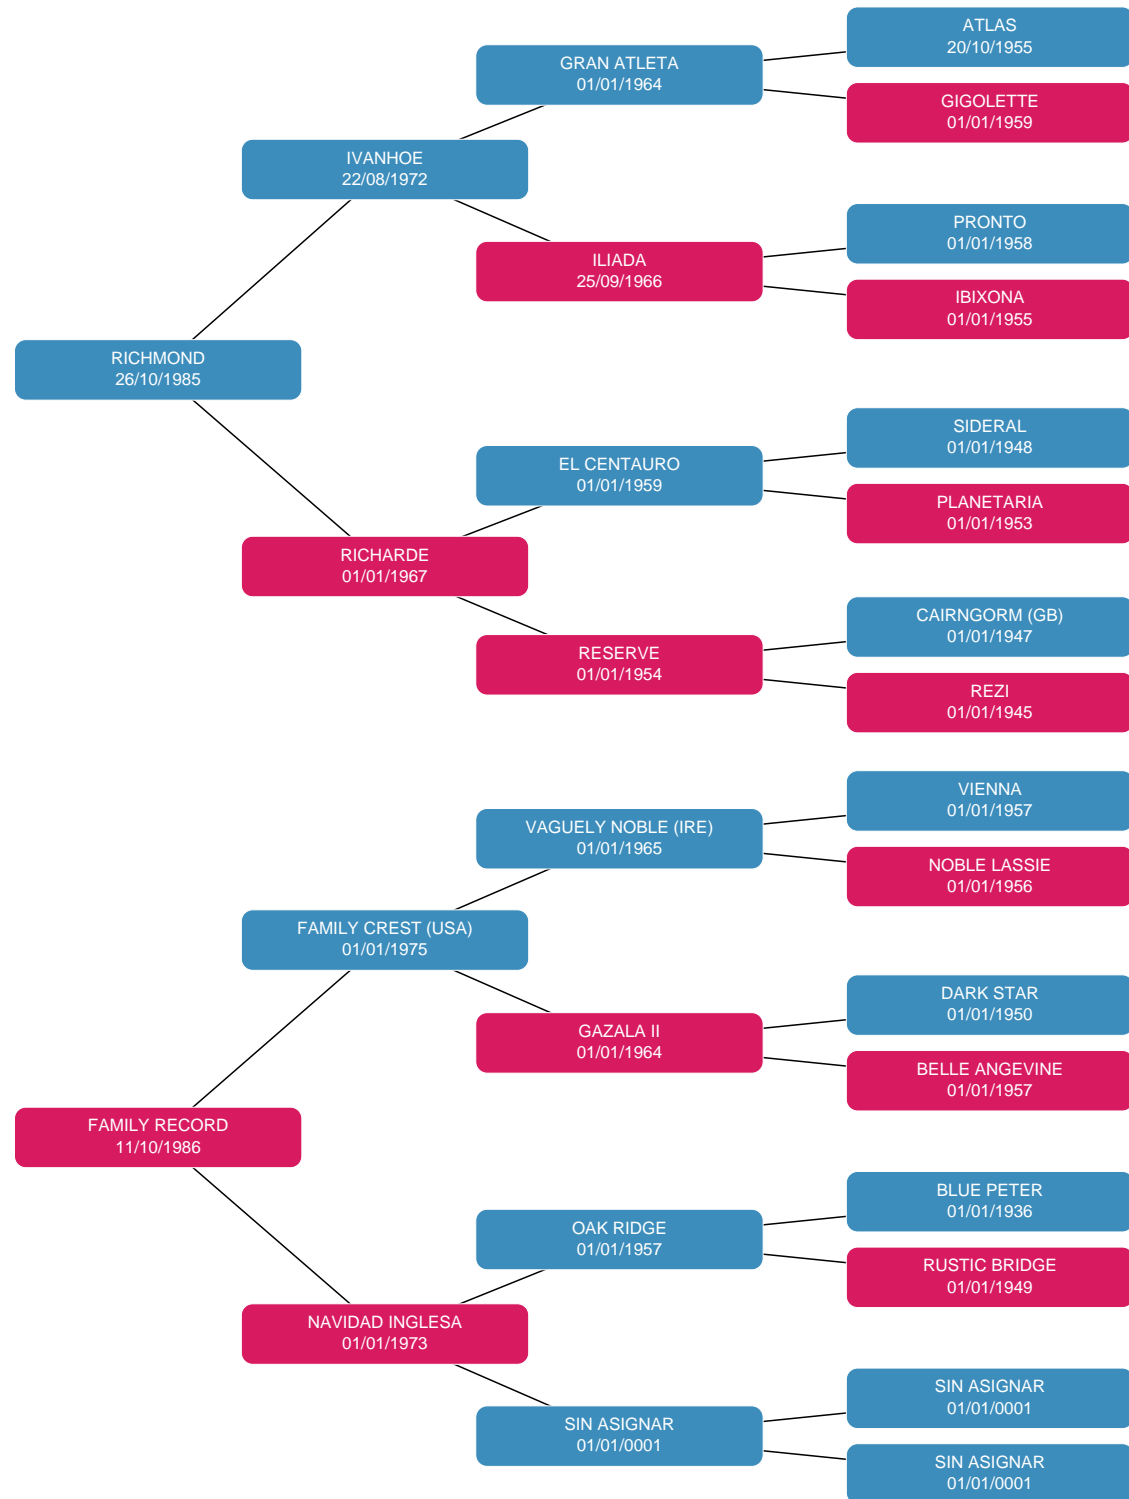 ATLAS
20/10/1955
GRAN ATLETA
01/01/1964
GIGOLETTE
01/01/1959
IVANHOE
22/08/1972
PRONTO
01/01/1958
ILIADA
25/09/1966
IBIXONA
01/01/1955
RICHMOND
26/10/1985
SIDERAL
01/01/1948
EL CENTAURO
01/01/1959
PLANETARIA
01/01/1953
RICHARDE
01/01/1967
CAIRNGORM (GB)
01/01/1947
RESERVE
01/01/1954
REZI
01/01/1945
VIENNA
01/01/1957
VAGUELY NOBLE (IRE)
01/01/1965
NOBLE LASSIE
01/01/1956
FAMILY CREST (USA)
01/01/1975
DARK STAR
01/01/1950
GAZALA II
01/01/1964
BELLE ANGEVINE
01/01/1957
FAMILY RECORD
11/10/1986
BLUE PETER
01/01/1936
OAK RIDGE
01/01/1957
RUSTIC BRIDGE
01/01/1949
NAVIDAD INGLESA
01/01/1973
SIN ASIGNAR
01/01/0001
SIN ASIGNAR
01/01/0001
SIN ASIGNAR
01/01/0001